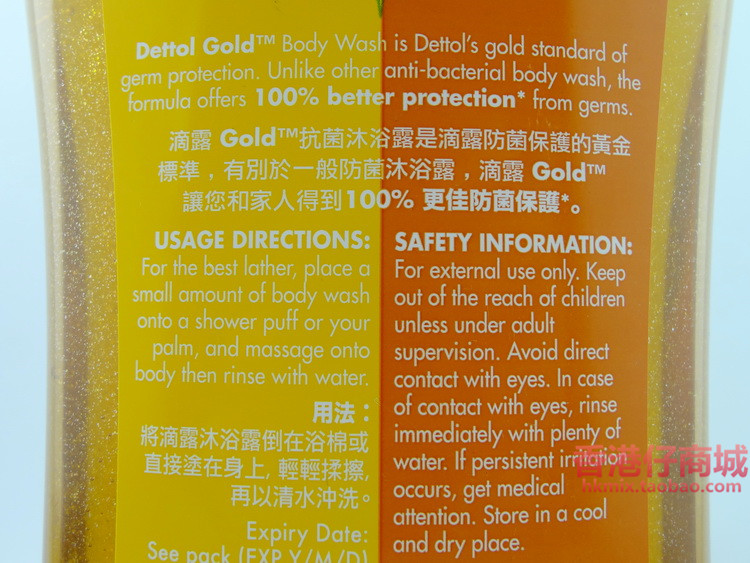 Dettol Gold™ Body Wash is Dettol's gold standard of
germ protection. Unlike other anti-bacterial body wash, the
formula offers 100% better protection* from germs.
滴露 Gold™抗菌沐浴露是滴露防菌保護的黃金
標準，有別於一般防菌沐浴露，滴露 Gold™
讓您和家人得到100% 更佳防菌保護*。
USAGE DIRECTIONS:
For the best lather, place a
small amount of body wash
onto a shower puff or your
palm, and massage onto
body then rinse with water.
用法：
將滴露沐浴露倒在浴棉或
直接塗在身上, 輕輕揉擦,
再以清水沖洗。
Expiry Date:
See pack (EXP Y/M/D)
SAFETY INFORMATION:
For external use only. Keep
out of the reach of children
unless under adult
supervision. Avoid direct
contact with eyes. In case
of contact with eyes, rinse
immediately with plenty of
water. If persistent irritation
occurs, get medical
attention. Store in a cool
and dry place.
香港仔商城
hkmix.taobao.com